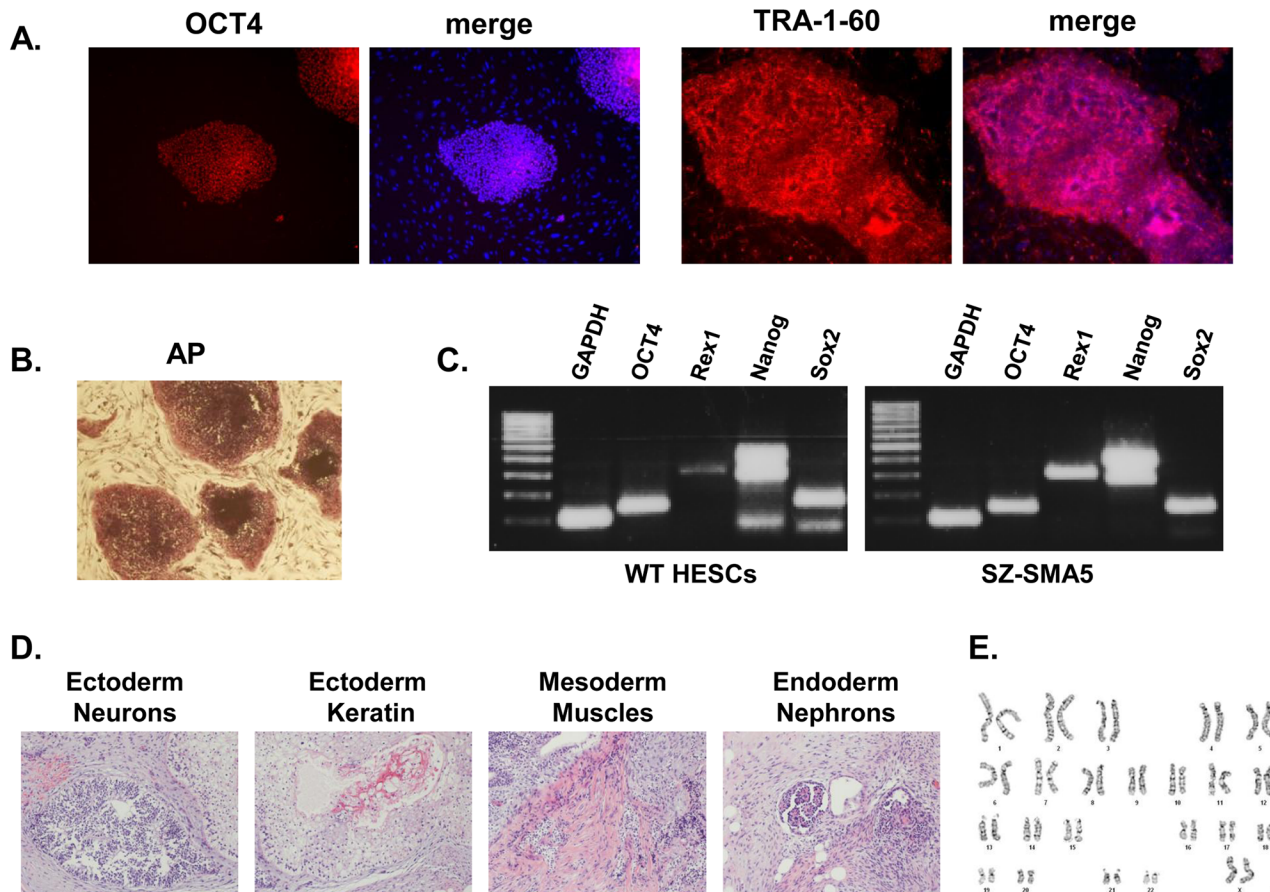 A.
OCT4
merge
TRA-1-60
merge
B.
AP
C.
GAPDH
OCT4
Rex1
Nanog
Sox2
GAPDH
OCT4
Rex1
Nanog
Sox2
WT HESCs
SZ-SMA5
D.
Ectoderm
Neurons
Ectoderm
Keratin
Mesoderm
Muscles
Endoderm
Nephrons
E.
1 2 3 4 5
6 7 8 9 10 11 12
13 14 15 16 17 18
19 20 21 22 X